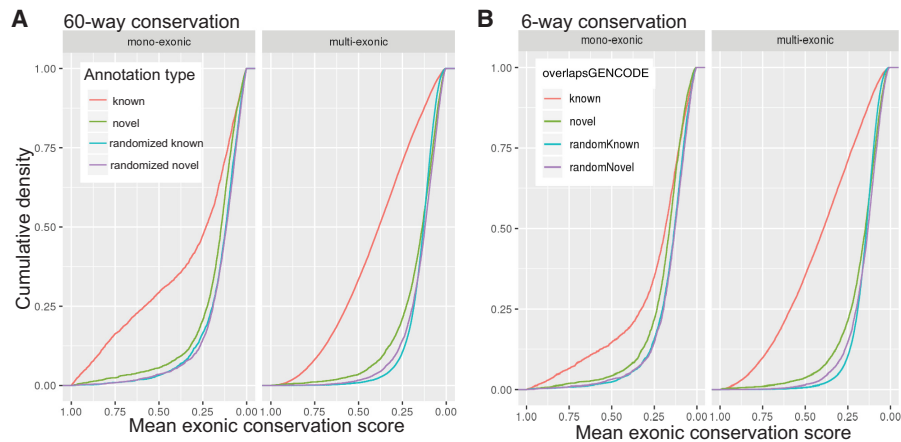 A
60-way conservation
mono-exonic
multi-exonic
Cumulative density
1.00
0.75
0.50
0.25
0.00
Annotation type
known
novel
randomized known
randomized novel
1.00 0.75 0.50 0.25 0.00
1.00 0.75 0.50 0.25 0.00
Mean exonic conservation score
B
6-way conservation
mono-exonic
multi-exonic
1.00
0.75
0.50
0.25
0.00
overlapsGENCODE
known
novel
randomKnown
randomNovel
1.00 0.75 0.50 0.25 0.00
1.00 0.75 0.50 0.25 0.00
Mean exonic conservation score